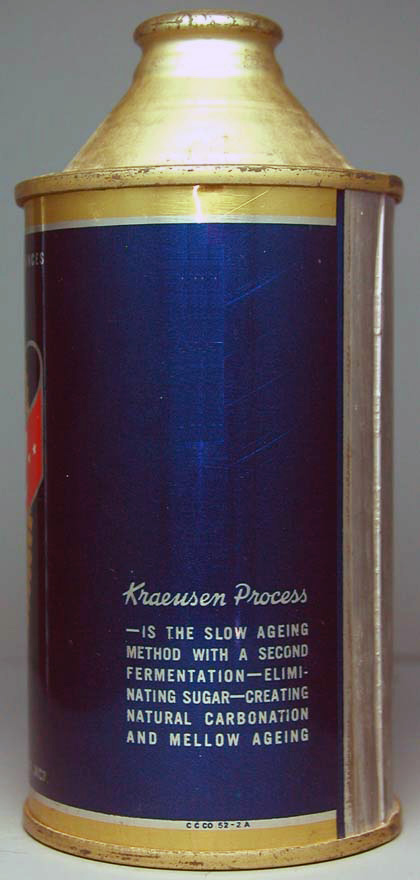 Kraeusen Process
—IS THE SLOW AGEING
METHOD WITH A SECOND
FERMENTATION—ELIMI-
NATING SUGAR—CREATING
NATURAL CARBONATION
AND MELLOW AGEING
C C CO 52-2A